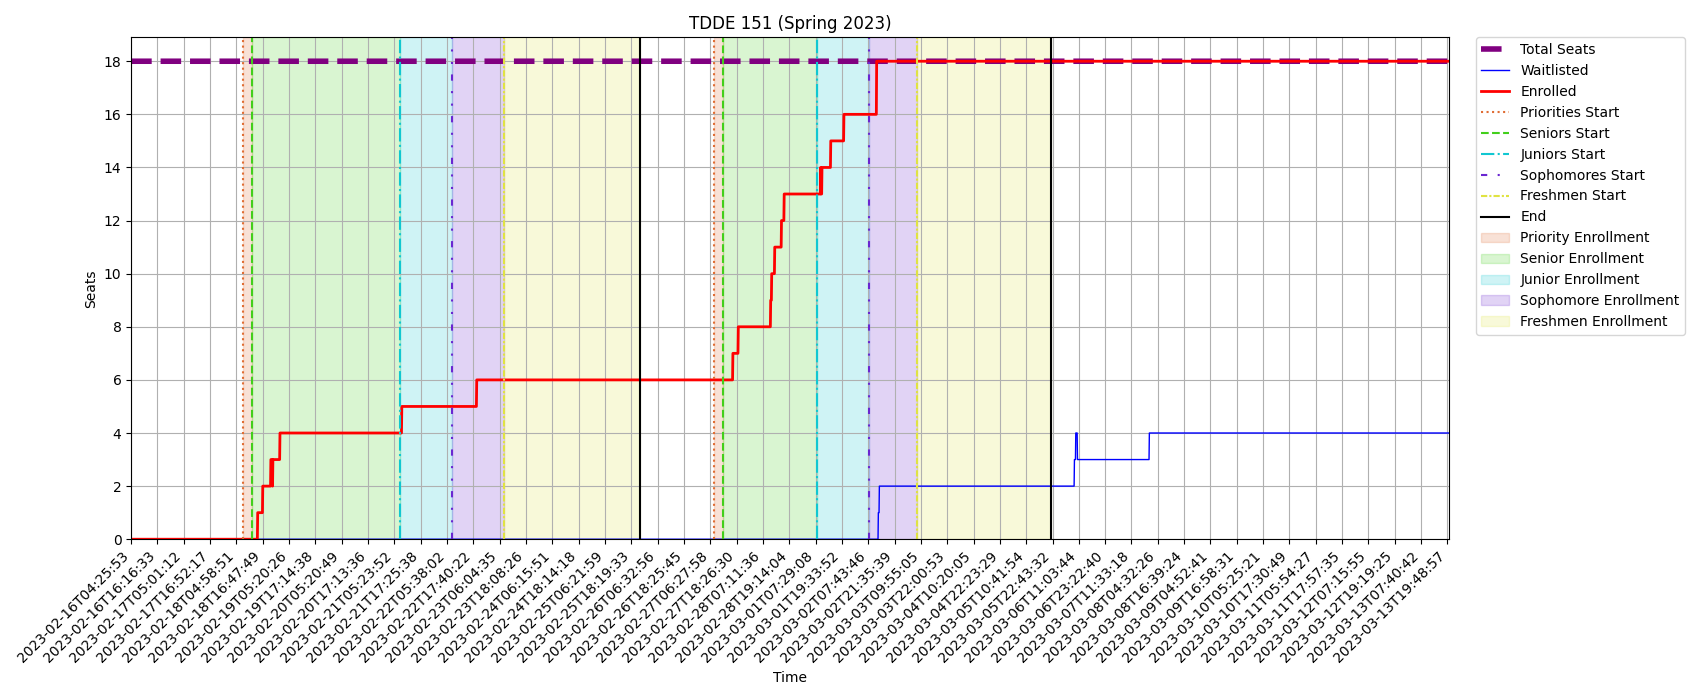 TDDE 151 (Spring 2023)
Total Seats
Waitlisted
Enrolled
Priorities Start
Seniors Start
Juniors Start
Sophomores Start
Freshmen Start
End
Priority Enrollment
Senior Enrollment
Junior Enrollment
Sophomore Enrollment
Freshmen Enrollment
Seats
18
16
14
12
10
8
6
4
2
0
2023-02-16T04:25:53
2023-02-16T16:16:33
2023-02-17T05:01:12
2023-02-17T16:52:17
2023-02-18T04:58:51
2023-02-18T16:47:49
2023-02-19T05:20:26
2023-02-19T17:14:38
2023-02-20T05:20:49
2023-02-20T17:13:36
2023-02-21T05:23:52
2023-02-21T17:25:38
2023-02-22T05:38:02
2023-02-22T17:40:22
2023-02-23T06:04:35
2023-02-23T18:08:26
2023-02-24T06:15:51
2023-02-24T18:14:18
2023-02-25T06:21:59
2023-02-25T18:19:33
2023-02-26T06:32:56
2023-02-26T18:25:45
2023-02-27T06:27:58
2023-02-27T18:26:30
2023-02-28T07:11:36
2023-02-28T19:14:04
2023-03-01T07:29:08
2023-03-01T19:33:52
2023-03-02T07:43:46
2023-03-02T21:35:39
2023-03-03T09:55:05
2023-03-03T22:00:53
2023-03-04T10:20:05
2023-03-04T22:23:29
2023-03-05T10:41:54
2023-03-05T22:43:32
2023-03-06T11:03:44
2023-03-06T23:22:40
2023-03-07T11:33:18
2023-03-08T04:32:26
2023-03-08T16:39:24
2023-03-09T04:52:41
2023-03-09T16:58:31
2023-03-10T05:25:21
2023-03-10T17:30:49
2023-03-11T05:54:27
2023-03-11T17:57:35
2023-03-12T07:15:55
2023-03-12T19:19:25
2023-03-13T07:40:42
2023-03-13T19:48:57
Time